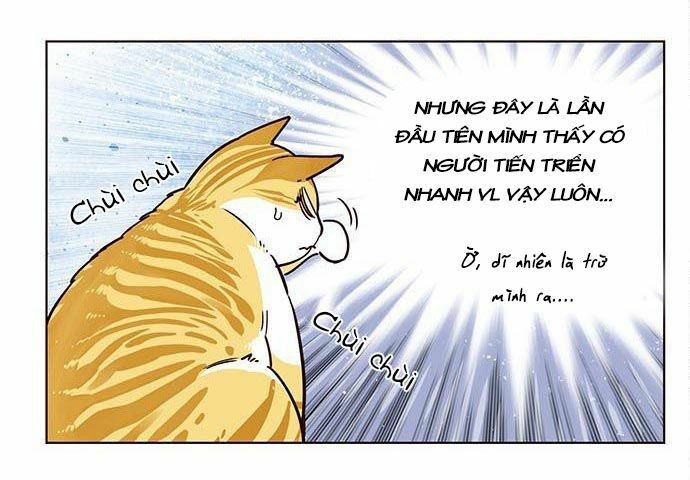 NHƯNG ĐÂY LÀ LẦN
ĐẦU TIÊN MÌNH THẤY CÓ
NGƯỜI TIẾN TRIỂN
NHANH VL VẬY LUÔN...
Chùi chùi
Ờ, dĩ nhiên là trừ
mình ra....
Chùi chùi